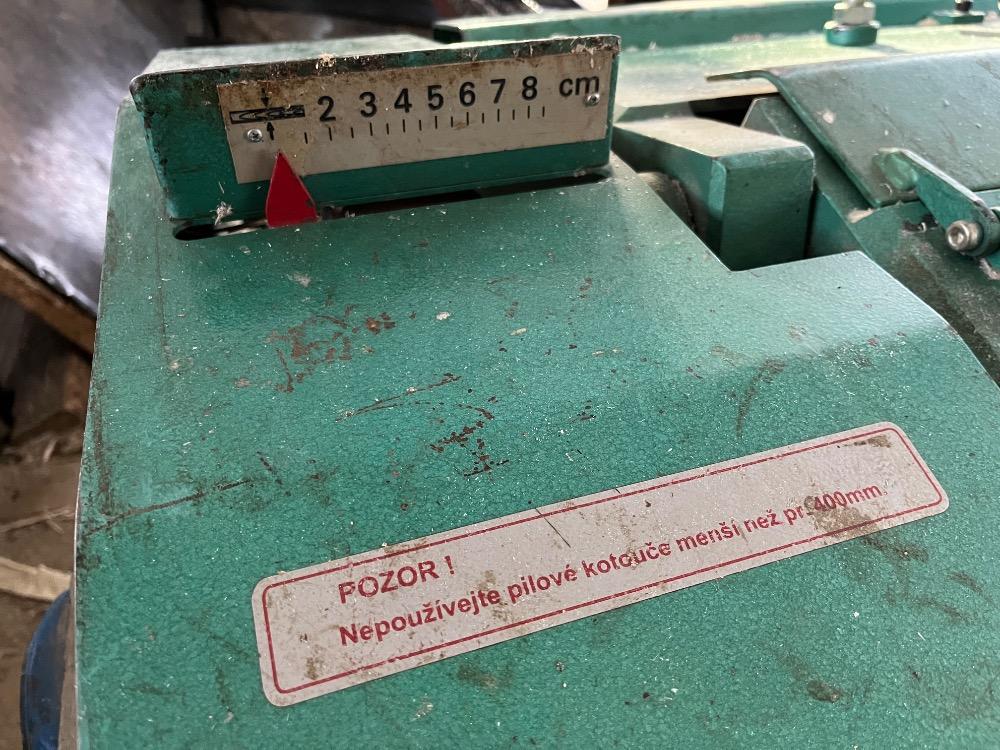 2 3 4 5 6 7 8 cm
POZOR !
Nepoužívejte pilové kotouče menší než pr. 400mm